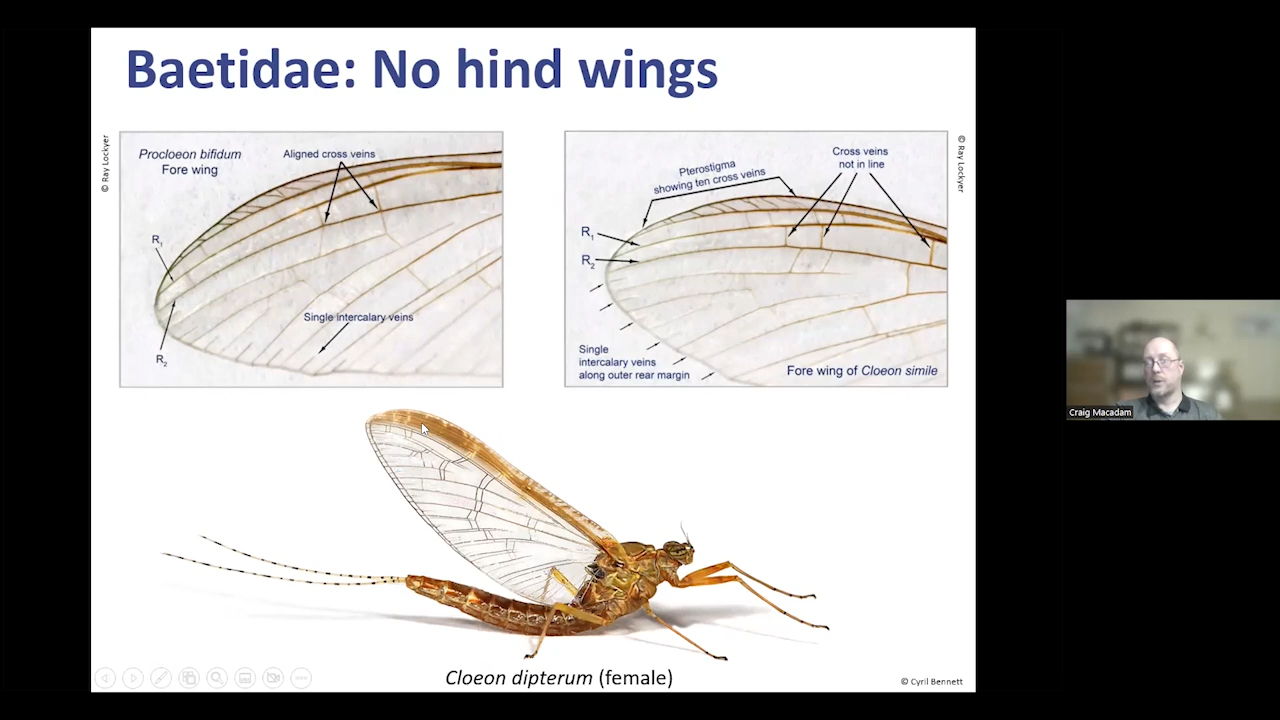 Baetidae: No hind wings
© Ray Lockyer
Procloeon bifidum
Fore wing
Aligned cross veins
R1
R2
Single intercalary veins
Pterostigma
showing ten cross veins
Cross veins
not in line
R1
R2
Single
intercalary veins
along outer rear margin
Fore wing of Cloeon simile
© Ray Lockyer
Cloeon dipterum (female)
© Cyril Bennett
Craig Macadam